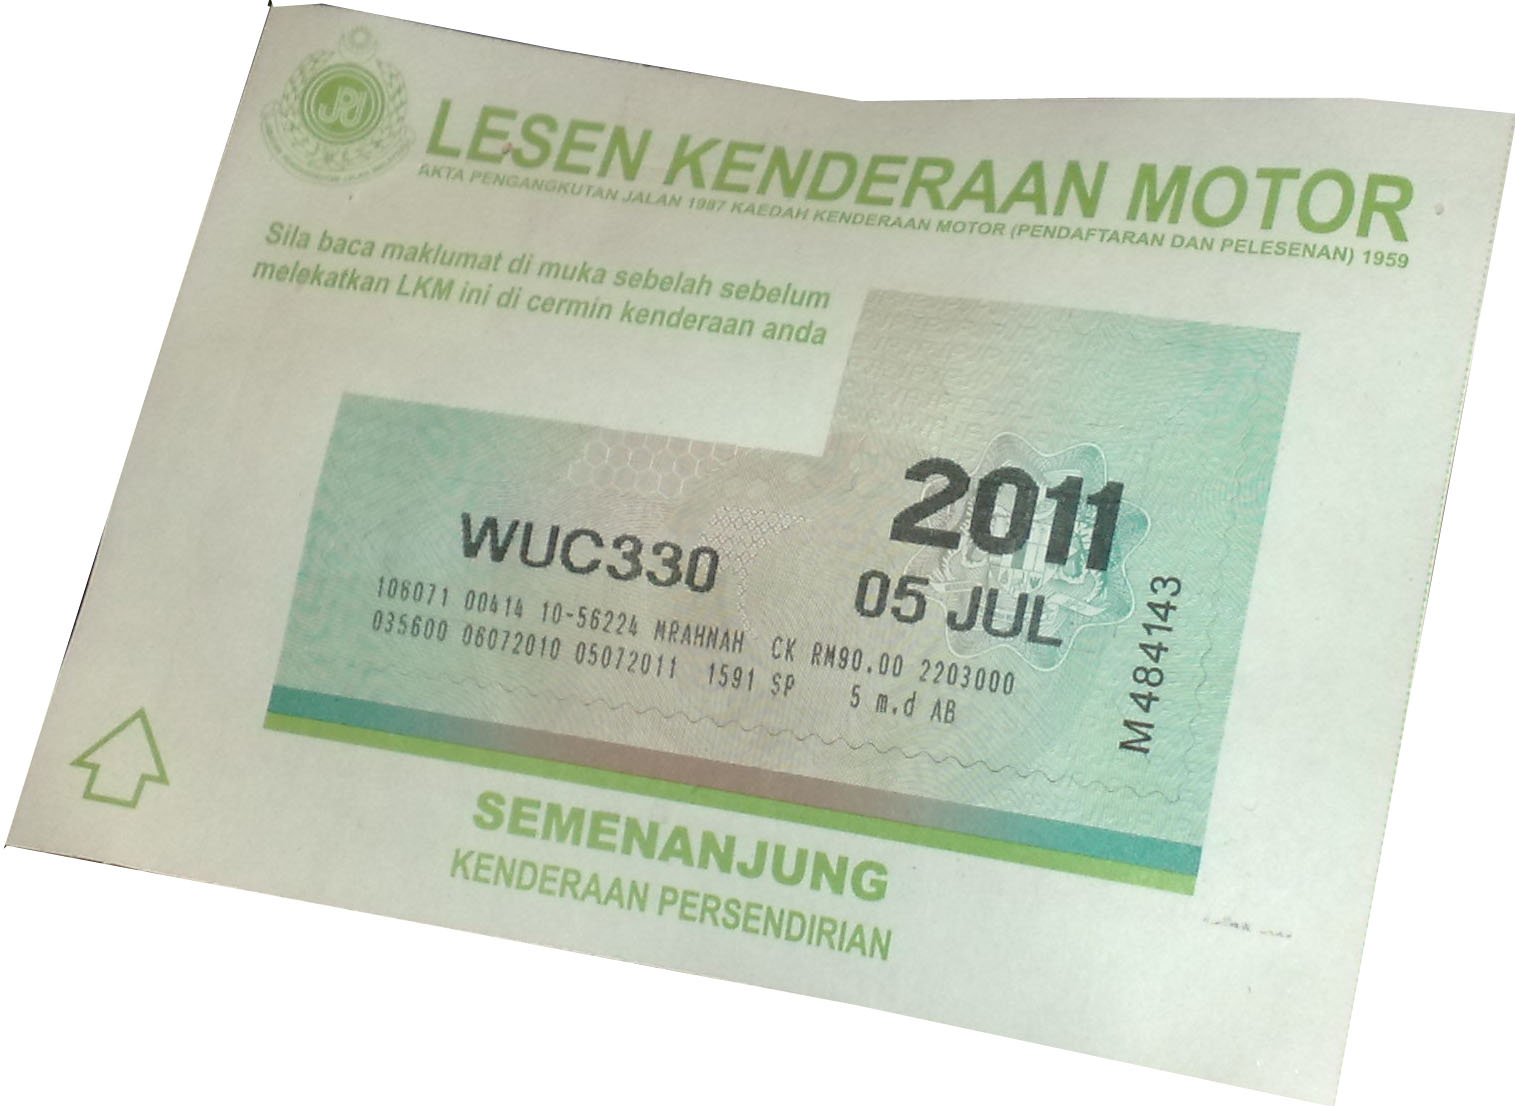 JPJ
LESEN KENDERAAN MOTOR
AKTA PENGANGKUTAN JALAN 1987 KAEDAH KENDERAAN MOTOR (PENDAFTARAN DAN PELESENAN) 1959
Sila baca maklumat di muka sebelah sebelum
melekatkan LKM ini di cermin kenderaan anda
2011
WUC330
05 JUL
106071 00414 10-56224 MRAHNAH CK RM90.00 2203000
035600 06072010 05072011 1591 SP 5 m.d AB
M484143
SEMENANJUNG
KENDERAAN PERSENDIRIAN